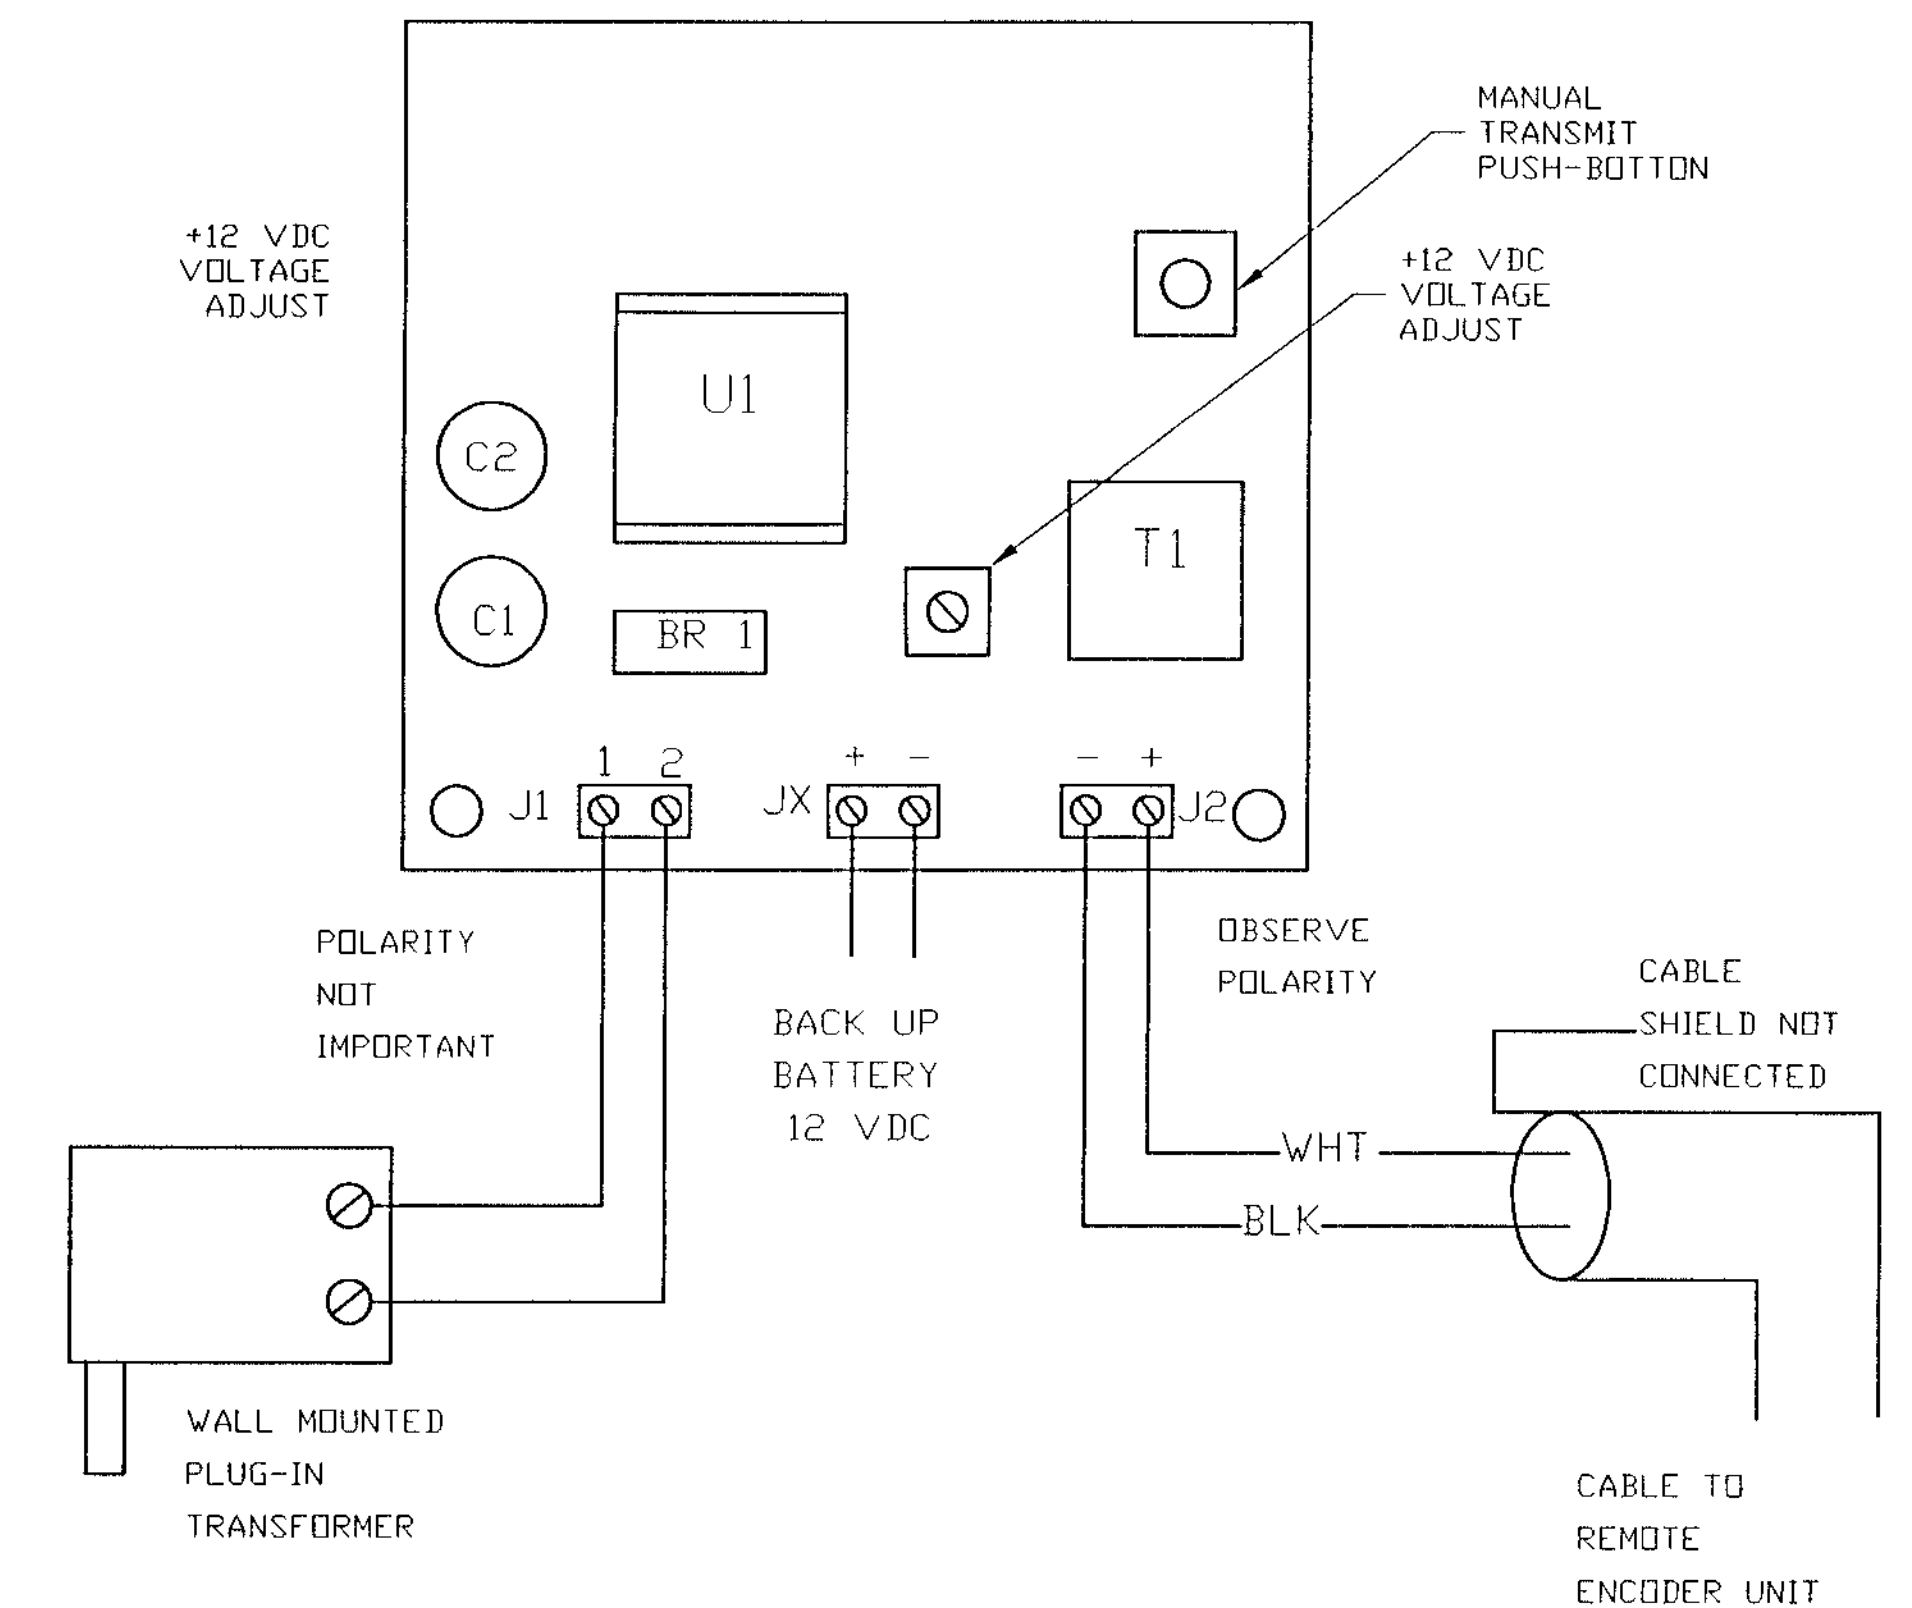 MANUAL
TRANSMIT
PUSH-BOTTON
+12 VDC
VOLTAGE
ADJUST
+12 VDC
VOLTAGE
ADJUST
U1
C2
T1
C1
BR 1
1 2
+ -
- +
J1
JX
J2
POLARITY
NOT
IMPORTANT
BACK UP
BATTERY
12 VDC
OBSERVE
POLARITY
CABLE
SHIELD NOT
CONNECTED
WHT
BLK
WALL MOUNTED
PLUG-IN
TRANSFORMER
CABLE TO
REMOTE
ENCODER UNIT